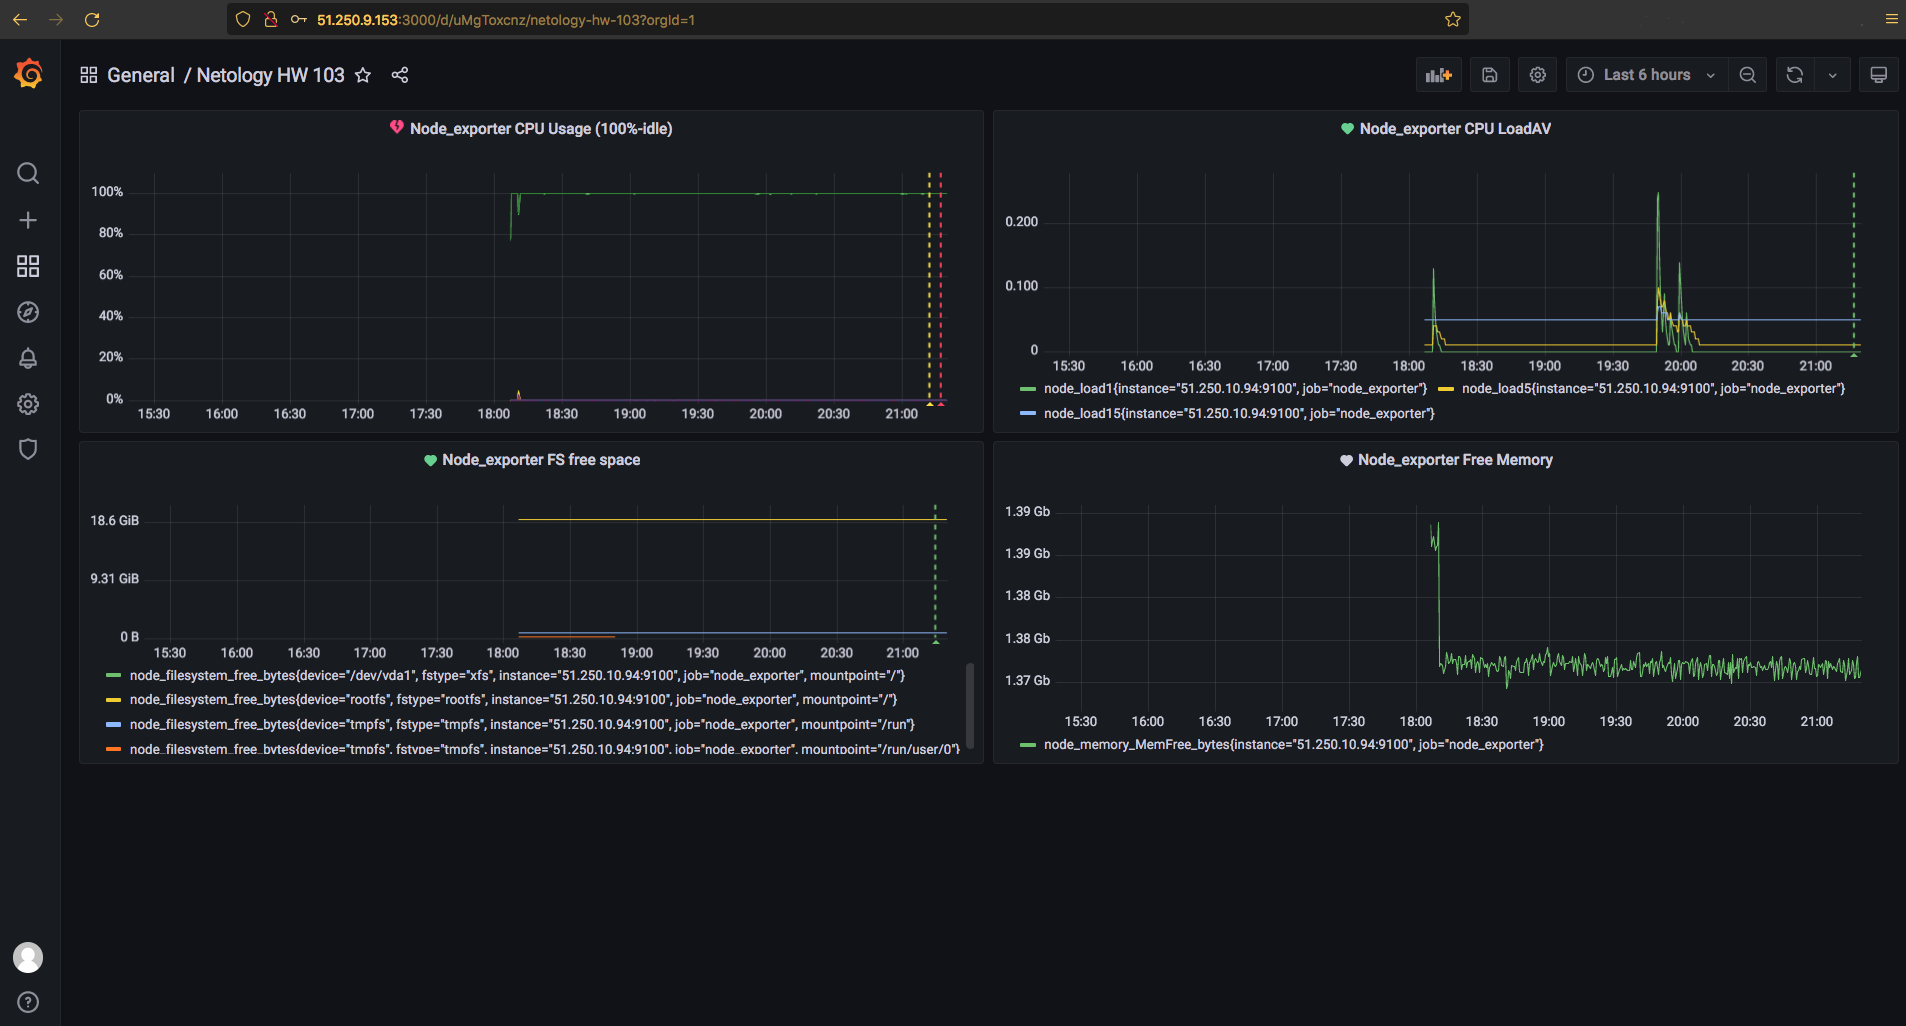 51.250.9.153:3000/d/uMgToxcnz/netology-hw-103?orgId=1
General / Netology HW 103
Last 6 hours
Node_exporter CPU Usage (100%-idle)
100%
80%
60%
40%
20%
0%
15:30 16:00 16:30 17:00 17:30 18:00 18:30 19:00 19:30 20:00 20:30 21:00
Node_exporter CPU LoadAV
0.200
0.100
0
15:30 16:00 16:30 17:00 17:30 18:00 18:30 19:00 19:30 20:00 20:30 21:00
node_load1{instance="51.250.10.94:9100", job="node_exporter"} node_load5{instance="51.250.10.94:9100", job="node_exporter"}
node_load15{instance="51.250.10.94:9100", job="node_exporter"}
Node_exporter FS free space
18.6 GiB
9.31 GiB
0 B
15:30 16:00 16:30 17:00 17:30 18:00 18:30 19:00 19:30 20:00 20:30 21:00
node_filesystem_free_bytes{device="/dev/vda1", fstype="xfs", instance="51.250.10.94:9100", job="node_exporter", mountpoint="/"}
node_filesystem_free_bytes{device="rootfs", fstype="rootfs", instance="51.250.10.94:9100", job="node_exporter", mountpoint="/"}
node_filesystem_free_bytes{device="tmpfs", fstype="tmpfs", instance="51.250.10.94:9100", job="node_exporter", mountpoint="/run"}
node_filesystem_free_bytes{device="tmpfs", fstype="tmpfs", instance="51.250.10.94:9100", job="node_exporter", mountpoint="/run/user/0"}
Node_exporter Free Memory
1.39 Gb
1.39 Gb
1.38 Gb
1.38 Gb
1.37 Gb
15:30 16:00 16:30 17:00 17:30 18:00 18:30 19:00 19:30 20:00 20:30 21:00
node_memory_MemFree_bytes{instance="51.250.10.94:9100", job="node_exporter"}